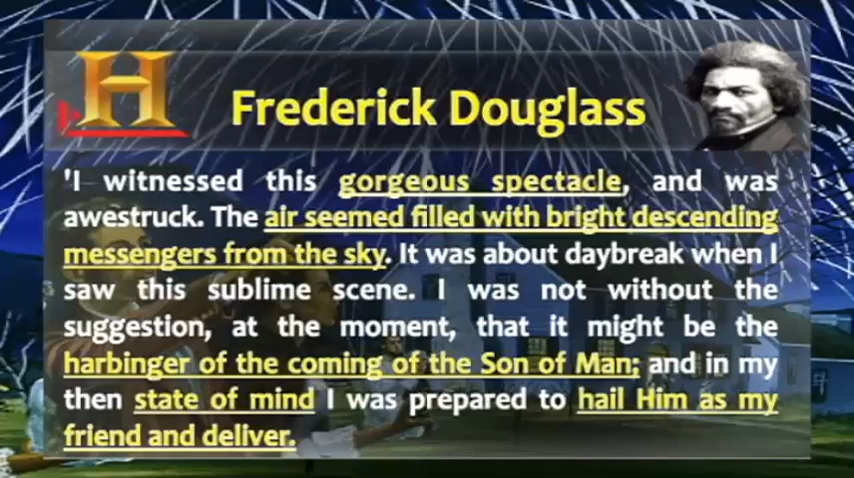 H
Frederick Douglass
'I witnessed this gorgeous spectacle, and was
awestruck. The air seemed filled with bright descending
messengers from the sky. It was about daybreak when I
saw this sublime scene. I was not without the
suggestion, at the moment, that it might be the
harbinger of the coming of the Son of Man; and in my
then state of mind I was prepared to hail Him as my
friend and deliver.